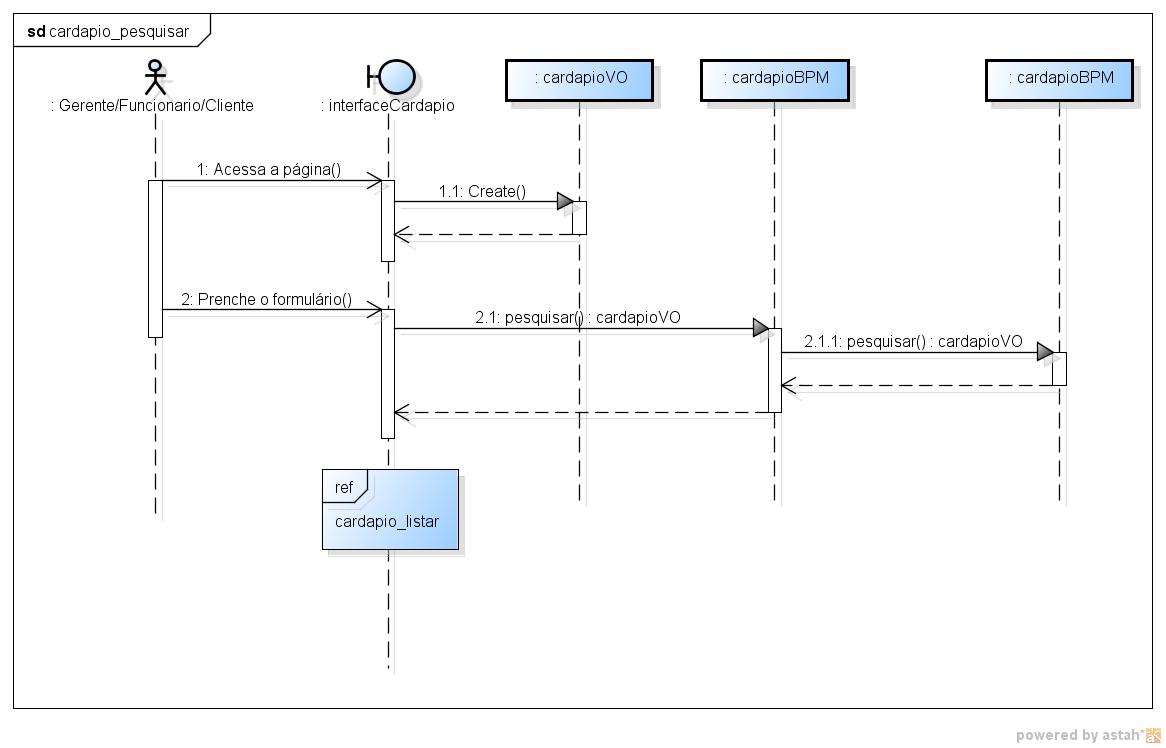 sd cardapio_pesquisar
: Gerente/Funcionario/Cliente
: interfaceCardapio
: cardapioVO
: cardapioBPM
: cardapioBPM
1: Acessa a página()
1.1: Create()
2: Prenche o formulário()
2.1: pesquisar() : cardapioVO
2.1.1: pesquisar() : cardapioVO
ref
cardapio_listar
powered by astah*